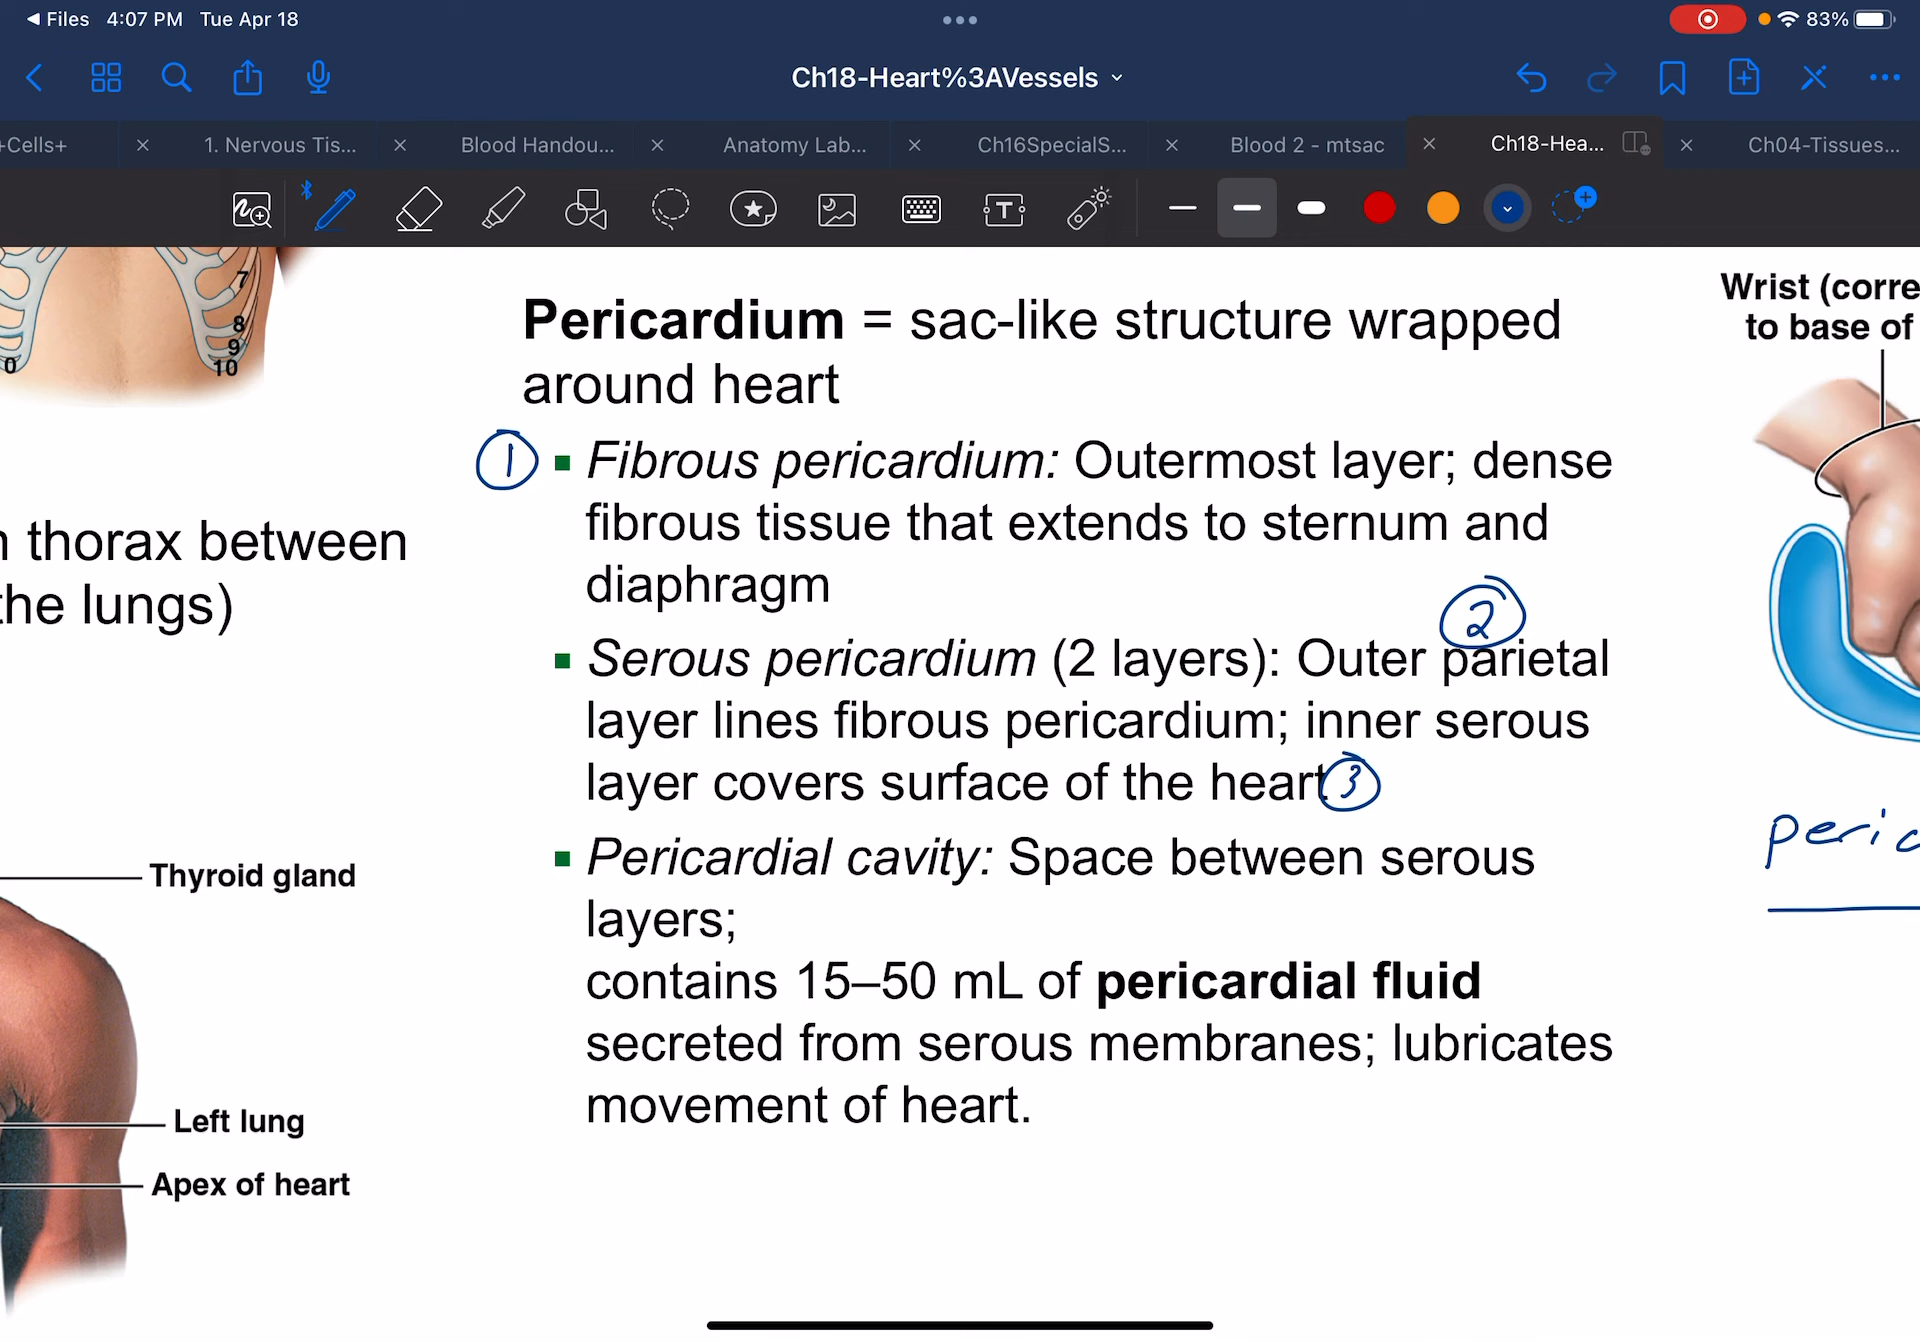 Files 4:07 PM Tue Apr 18
83%
Ch18-Heart%3AVessels
+Cells+
1. Nervous Tis...
Blood Handou...
Anatomy Lab...
Ch16SpecialS...
Blood 2 - mtsac
Ch18-Hea...
Ch04-Tissues...
T
7
8
9
10
0
thorax between
the lungs)
Thyroid gland
Left lung
Apex of heart
Pericardium = sac-like structure wrapped
around heart
1
▪ Fibrous pericardium: Outermost layer; dense
fibrous tissue that extends to sternum and
diaphragm
2
▪ Serous pericardium (2 layers): Outer parietal
layer lines fibrous pericardium; inner serous
layer covers surface of the heart 3
▪ Pericardial cavity: Space between serous
layers;
contains 15–50 mL of pericardial fluid
secreted from serous membranes; lubricates
movement of heart.
Wrist (corre
to base of
peric